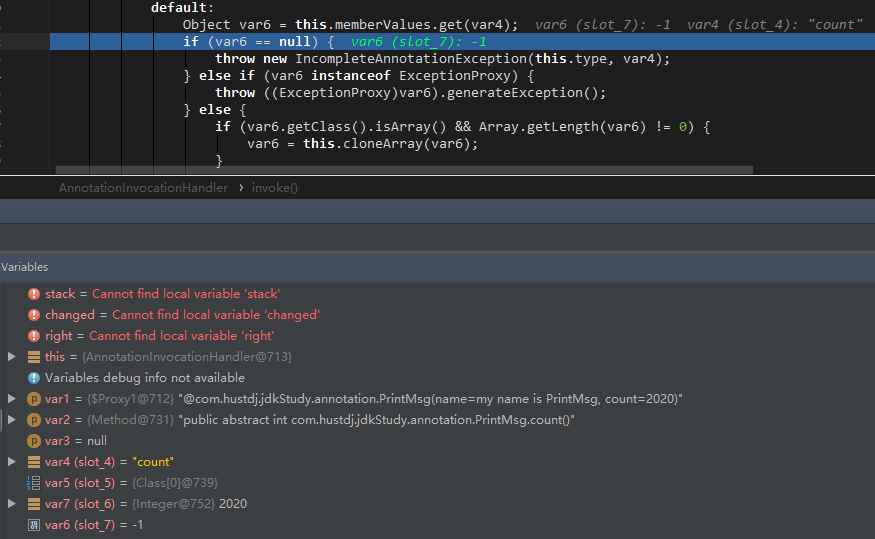 default:
Object var6 = this.memberValues.get(var4); var6 (slot_7): -1 var4 (slot_4): "count"
if (var6 == null) { var6 (slot_7): -1
throw new IncompleteAnnotationException(this.type, var4);
} else if (var6 instanceof ExceptionProxy) {
throw ((ExceptionProxy)var6).generateException();
} else {
if (var6.getClass().isArray() && Array.getLength(var6) != 0) {
var6 = this.cloneArray(var6);
}
AnnotationInvocationHandler › invoke()
Variables
stack = Cannot find local variable 'stack'
changed = Cannot find local variable 'changed'
right = Cannot find local variable 'right'
this = {AnnotationInvocationHandler@713}
Variables debug info not available
var1 = {$Proxy1@712} "@com.hustdj.jdkStudy.annotation.PrintMsg(name=my name is PrintMsg, count=2020)"
var2 = {Method@731} "public abstract int com.hustdj.jdkStudy.annotation.PrintMsg.count()"
var3 = null
var4 (slot_4) = "count"
var5 (slot_5) = {Class[0]@739}
var7 (slot_6) = {Integer@752} 2020
var6 (slot_7) = -1